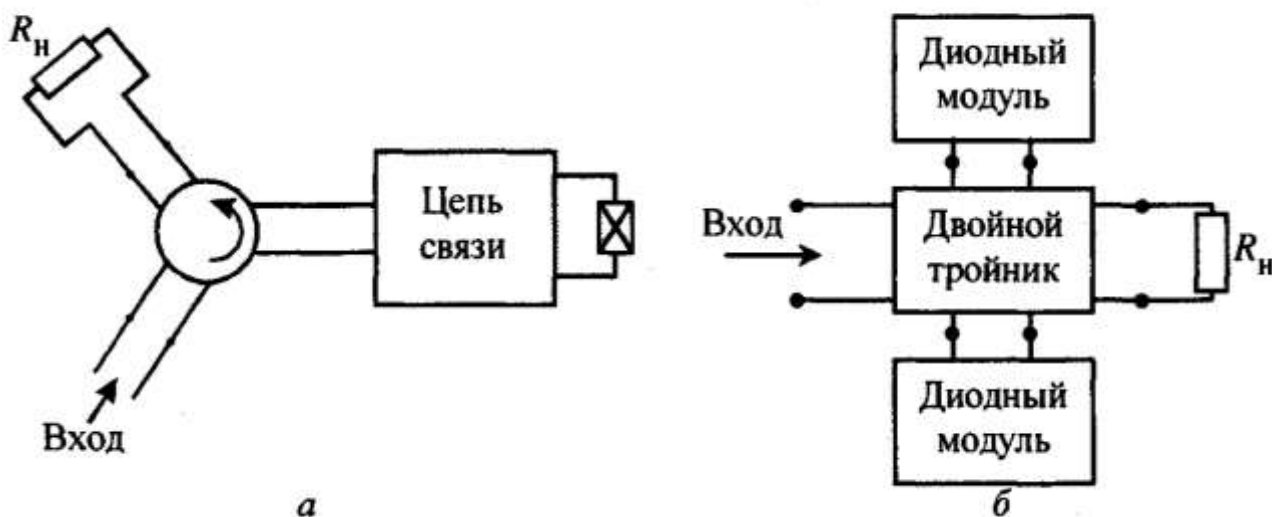 Rн
Цепь
связи
Вход
а
Диодный
модуль
Вход
Двойной
тройник
Rн
Диодный
модуль
б